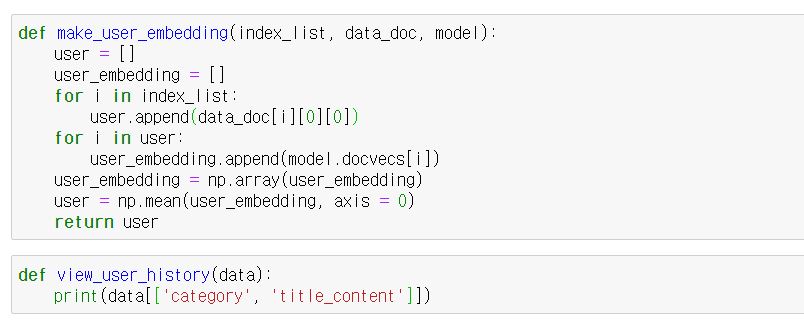 def make_user_embedding(index_list, data_doc, model):
    user = []
    user_embedding = []
    for i in index_list:
        user.append(data_doc[i][0][0])
    for i in user:
        user_embedding.append(model.docvecs[i])
    user_embedding = np.array(user_embedding)
    user = np.mean(user_embedding, axis = 0)
    return user
def view_user_history(data):
    print(data[['category', 'title_content']])